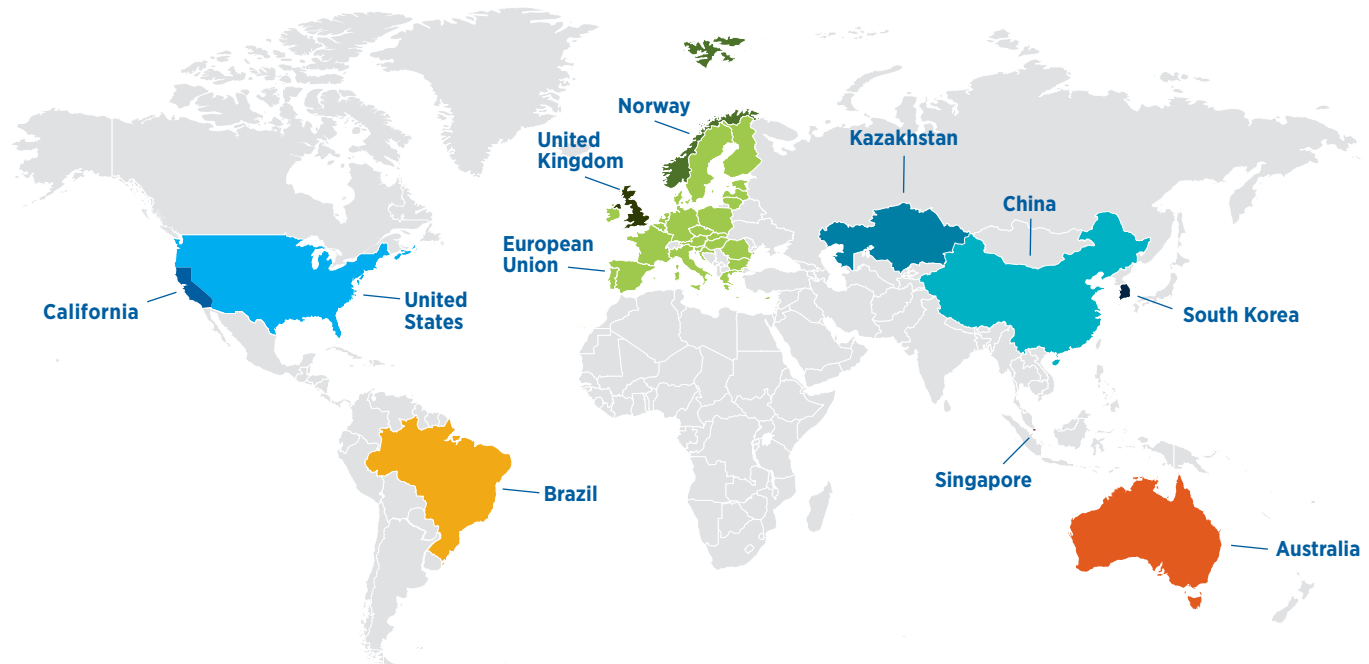 Norway
United
Kingdom
Kazakhstan
China
European
Union
California
United
States
South Korea
Singapore
Brazil
Australia